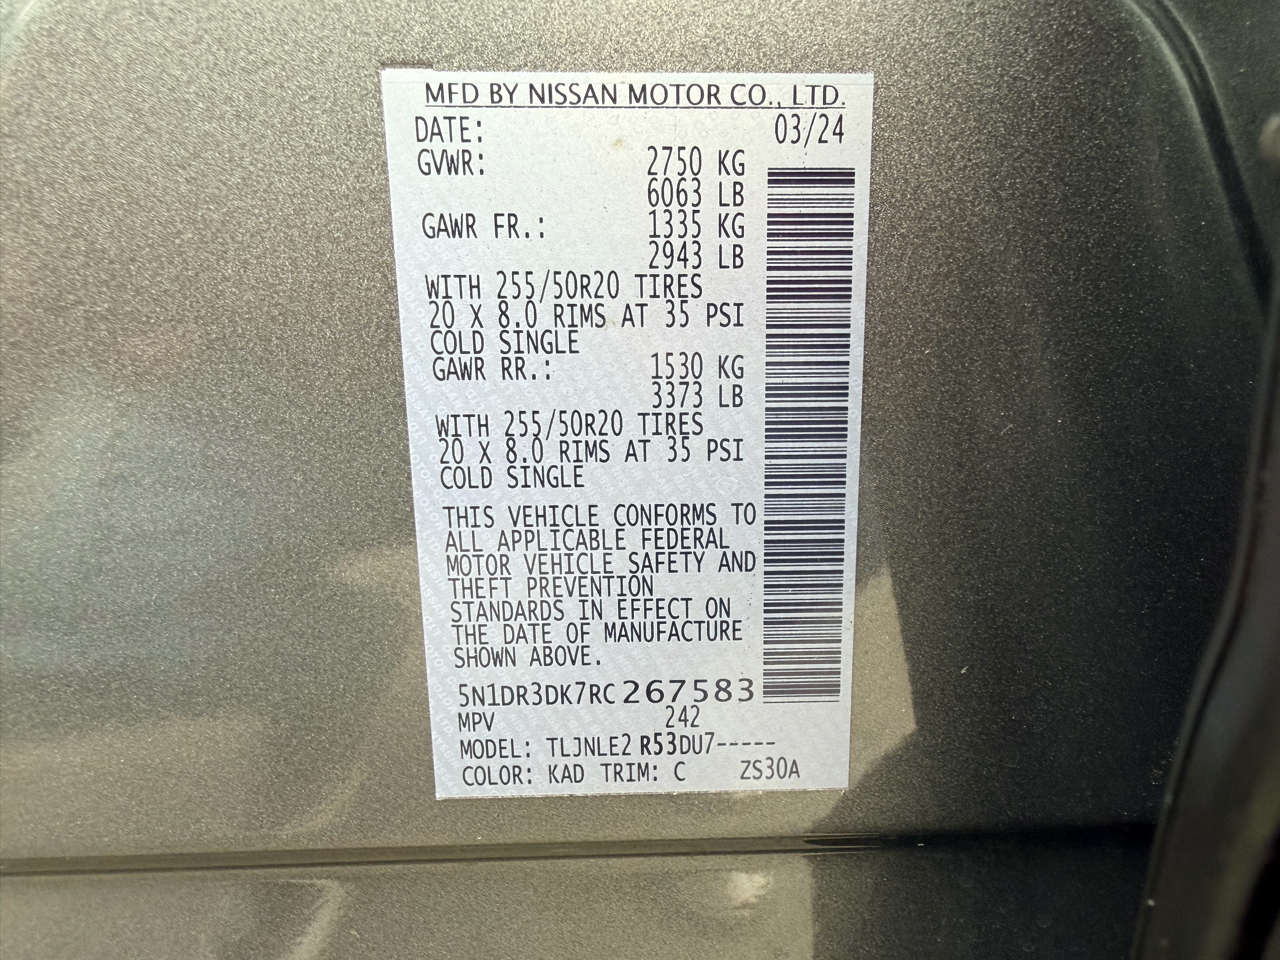 MFD BY NISSAN MOTOR CO., LTD.
DATE: 03/24
GVWR: 2750 KG
6063 LB
GAWR FR.: 1335 KG
2943 LB
WITH 255/50R20 TIRES
20 X 8.0 RIMS AT 35 PSI
COLD SINGLE
GAWR RR.: 1530 KG
3373 LB
WITH 255/50R20 TIRES
20 X 8.0 RIMS AT 35 PSI
COLD SINGLE
THIS VEHICLE CONFORMS TO
ALL APPLICABLE FEDERAL
MOTOR VEHICLE SAFETY AND
THEFT PREVENTION
STANDARDS IN EFFECT ON
THE DATE OF MANUFACTURE
SHOWN ABOVE.
5N1DR3DK7RC267583
MPV 242
MODEL: TLJNLE2 R53DU7-----
COLOR: KAD TRIM: C ZS30A